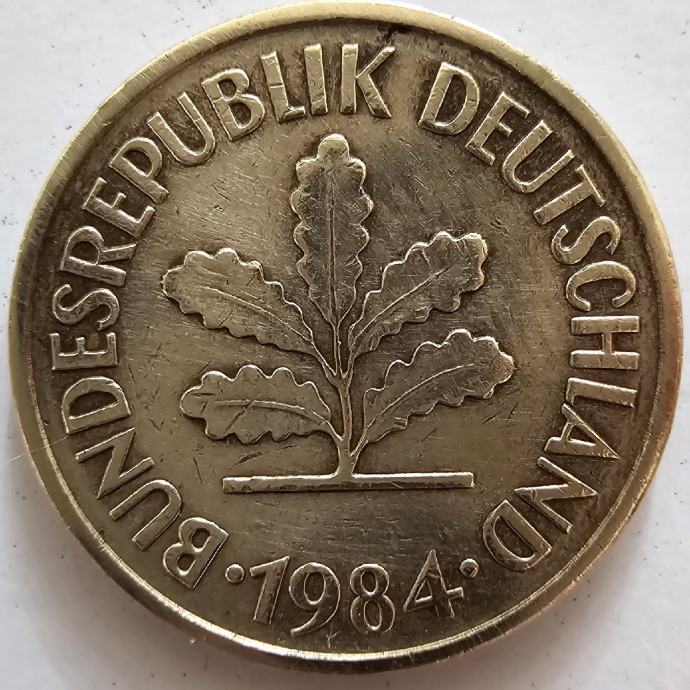 BUNDESREPUBLIK DEUTSCHLAND
·1984·